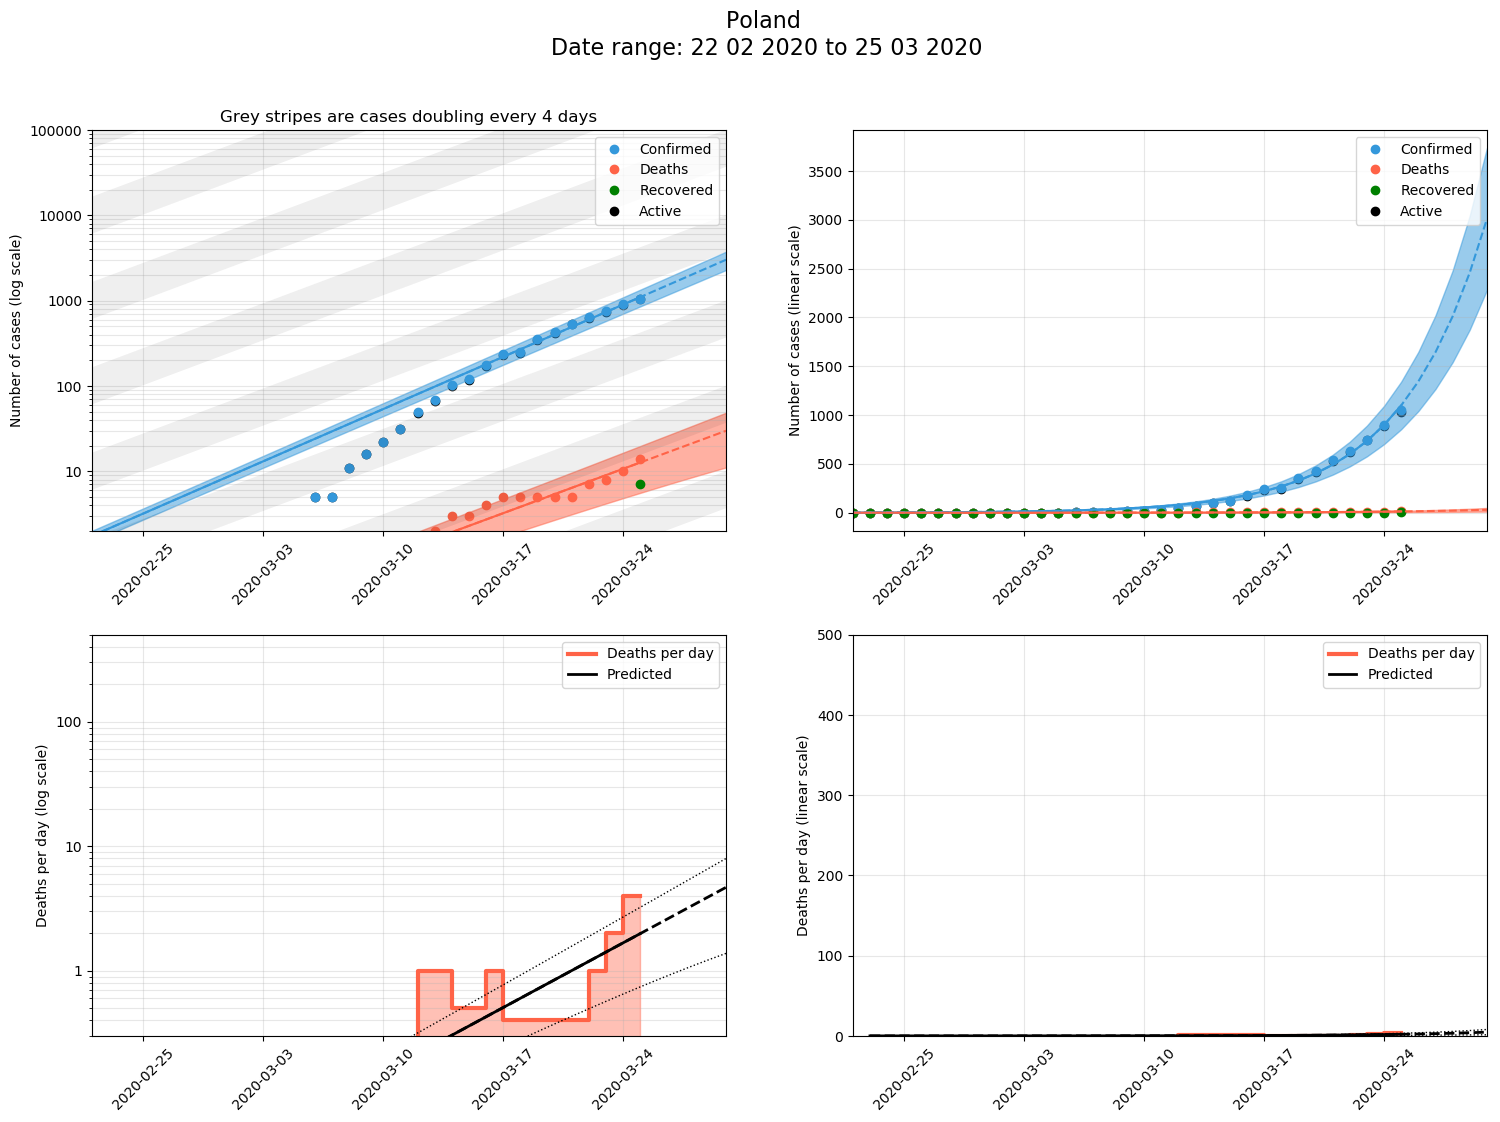 Poland
Date range: 22 02 2020 to 25 03 2020
Grey stripes are cases doubling every 4 days
Number of cases (log scale)
100000
10000
1000
100
10
Confirmed
Deaths
Recovered
Active
2020-02-25
2020-03-03
2020-03-10
2020-03-17
2020-03-24
Number of cases (linear scale)
3500
3000
2500
2000
1500
1000
500
0
Confirmed
Deaths
Recovered
Active
2020-02-25
2020-03-03
2020-03-10
2020-03-17
2020-03-24
Deaths per day (log scale)
100
10
1
Deaths per day
Predicted
2020-02-25
2020-03-03
2020-03-10
2020-03-17
2020-03-24
Deaths per day (linear scale)
500
400
300
200
100
0
Deaths per day
Predicted
2020-02-25
2020-03-03
2020-03-10
2020-03-17
2020-03-24